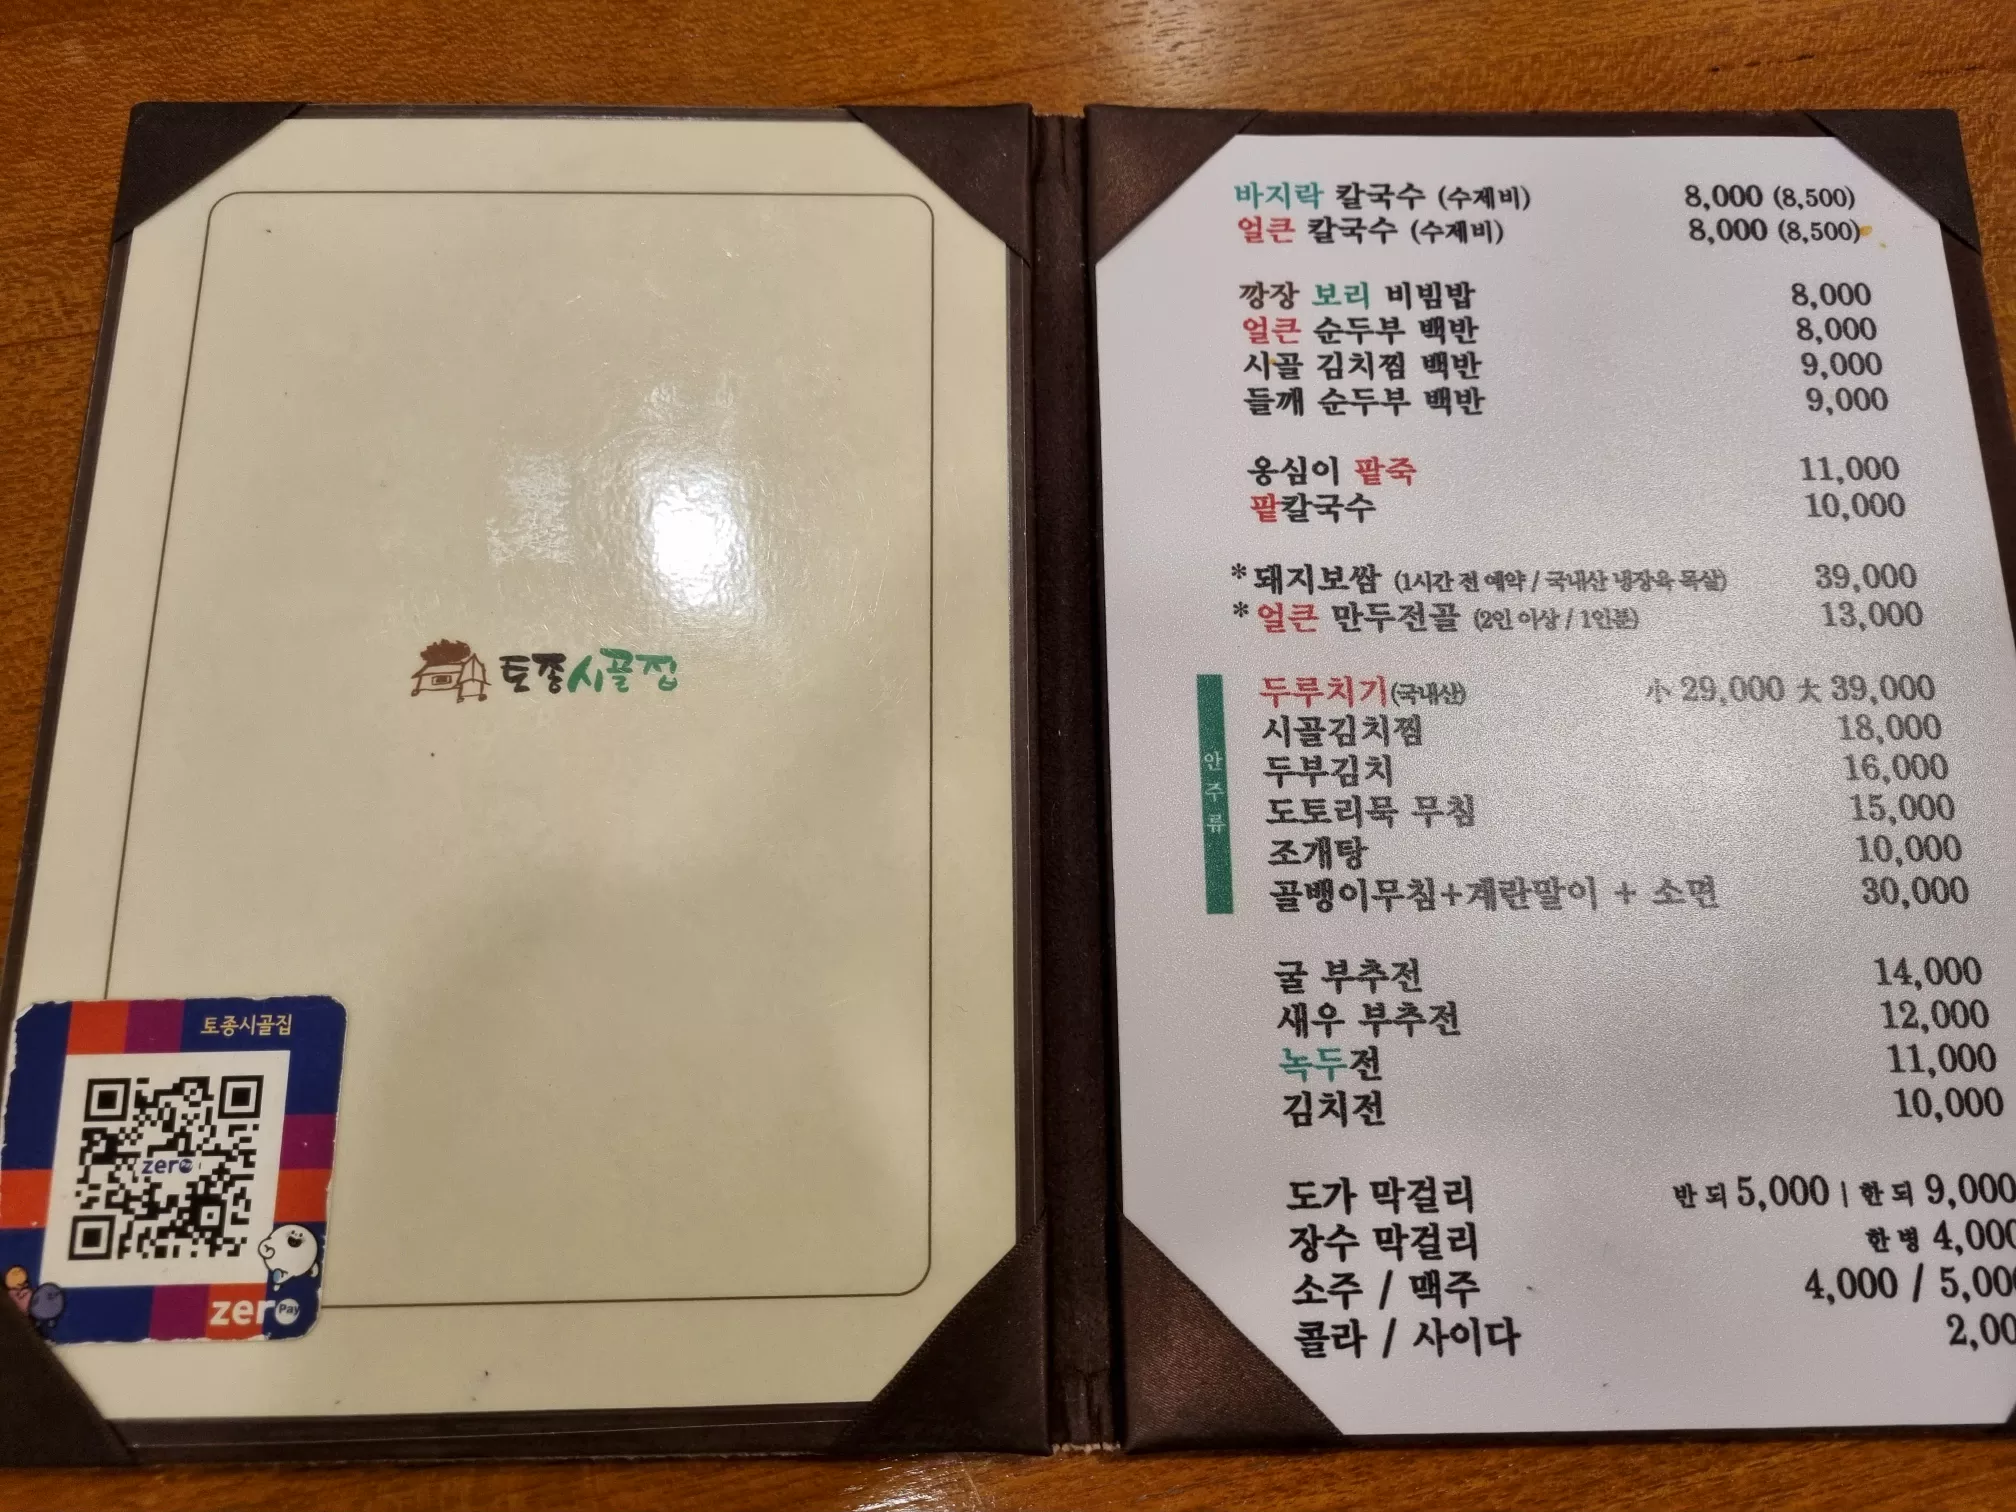 토종시골집
토종시골집
zero Pay
zero Pay
바지락 칼국수 (수제비) 8,000 (8,500)
얼큰 칼국수 (수제비) 8,000 (8,500)
깡장 보리 비빔밥 8,000
얼큰 순두부 백반 8,000
시골 김치찜 백반 9,000
들깨 순두부 백반 9,000
옹심이 팥죽 11,000
팥칼국수 10,000
*돼지보쌈 (1시간 전 예약 / 국내산 냉장육 목살) 39,000
*얼큰 만두전골 (2인 이상 / 1인분) 13,000
안주류
두루치기(국내산) 小 29,000 大 39,000
시골김치찜 18,000
두부김치 16,000
도토리묵 무침 15,000
조개탕 10,000
골뱅이무침+계란말이 + 소면 30,000
굴 부추전 14,000
새우 부추전 12,000
녹두전 11,000
김치전 10,000
도가 막걸리 반되 5,000 | 한되 9,000
장수 막걸리 한병 4,000
소주 / 맥주 4,000 / 5,00
콜라 / 사이다 2,00